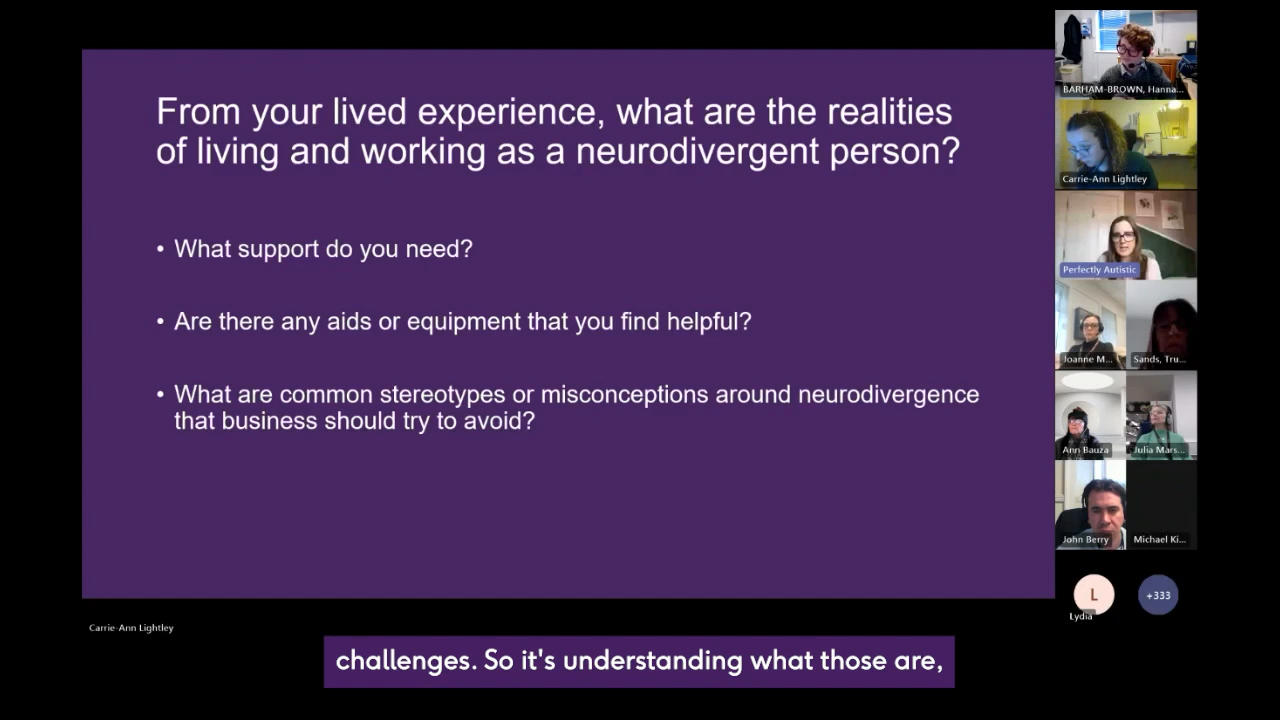 From your lived experience, what are the realities
of living and working as a neurodivergent person?
• What support do you need?
• Are there any aids or equipment that you find helpful?
• What are common stereotypes or misconceptions around neurodivergence
that business should try to avoid?
BARHAM-BROWN, Hanna...
Carrie-Ann Lightley
Perfectly Autistic
Joanne M...
Sands, Tru...
Ann Bauza
Julia Mars...
John Berry
Michael Ki...
L
Lydia
+333
Carrie-Ann Lightley
challenges. So it's understanding what those are,